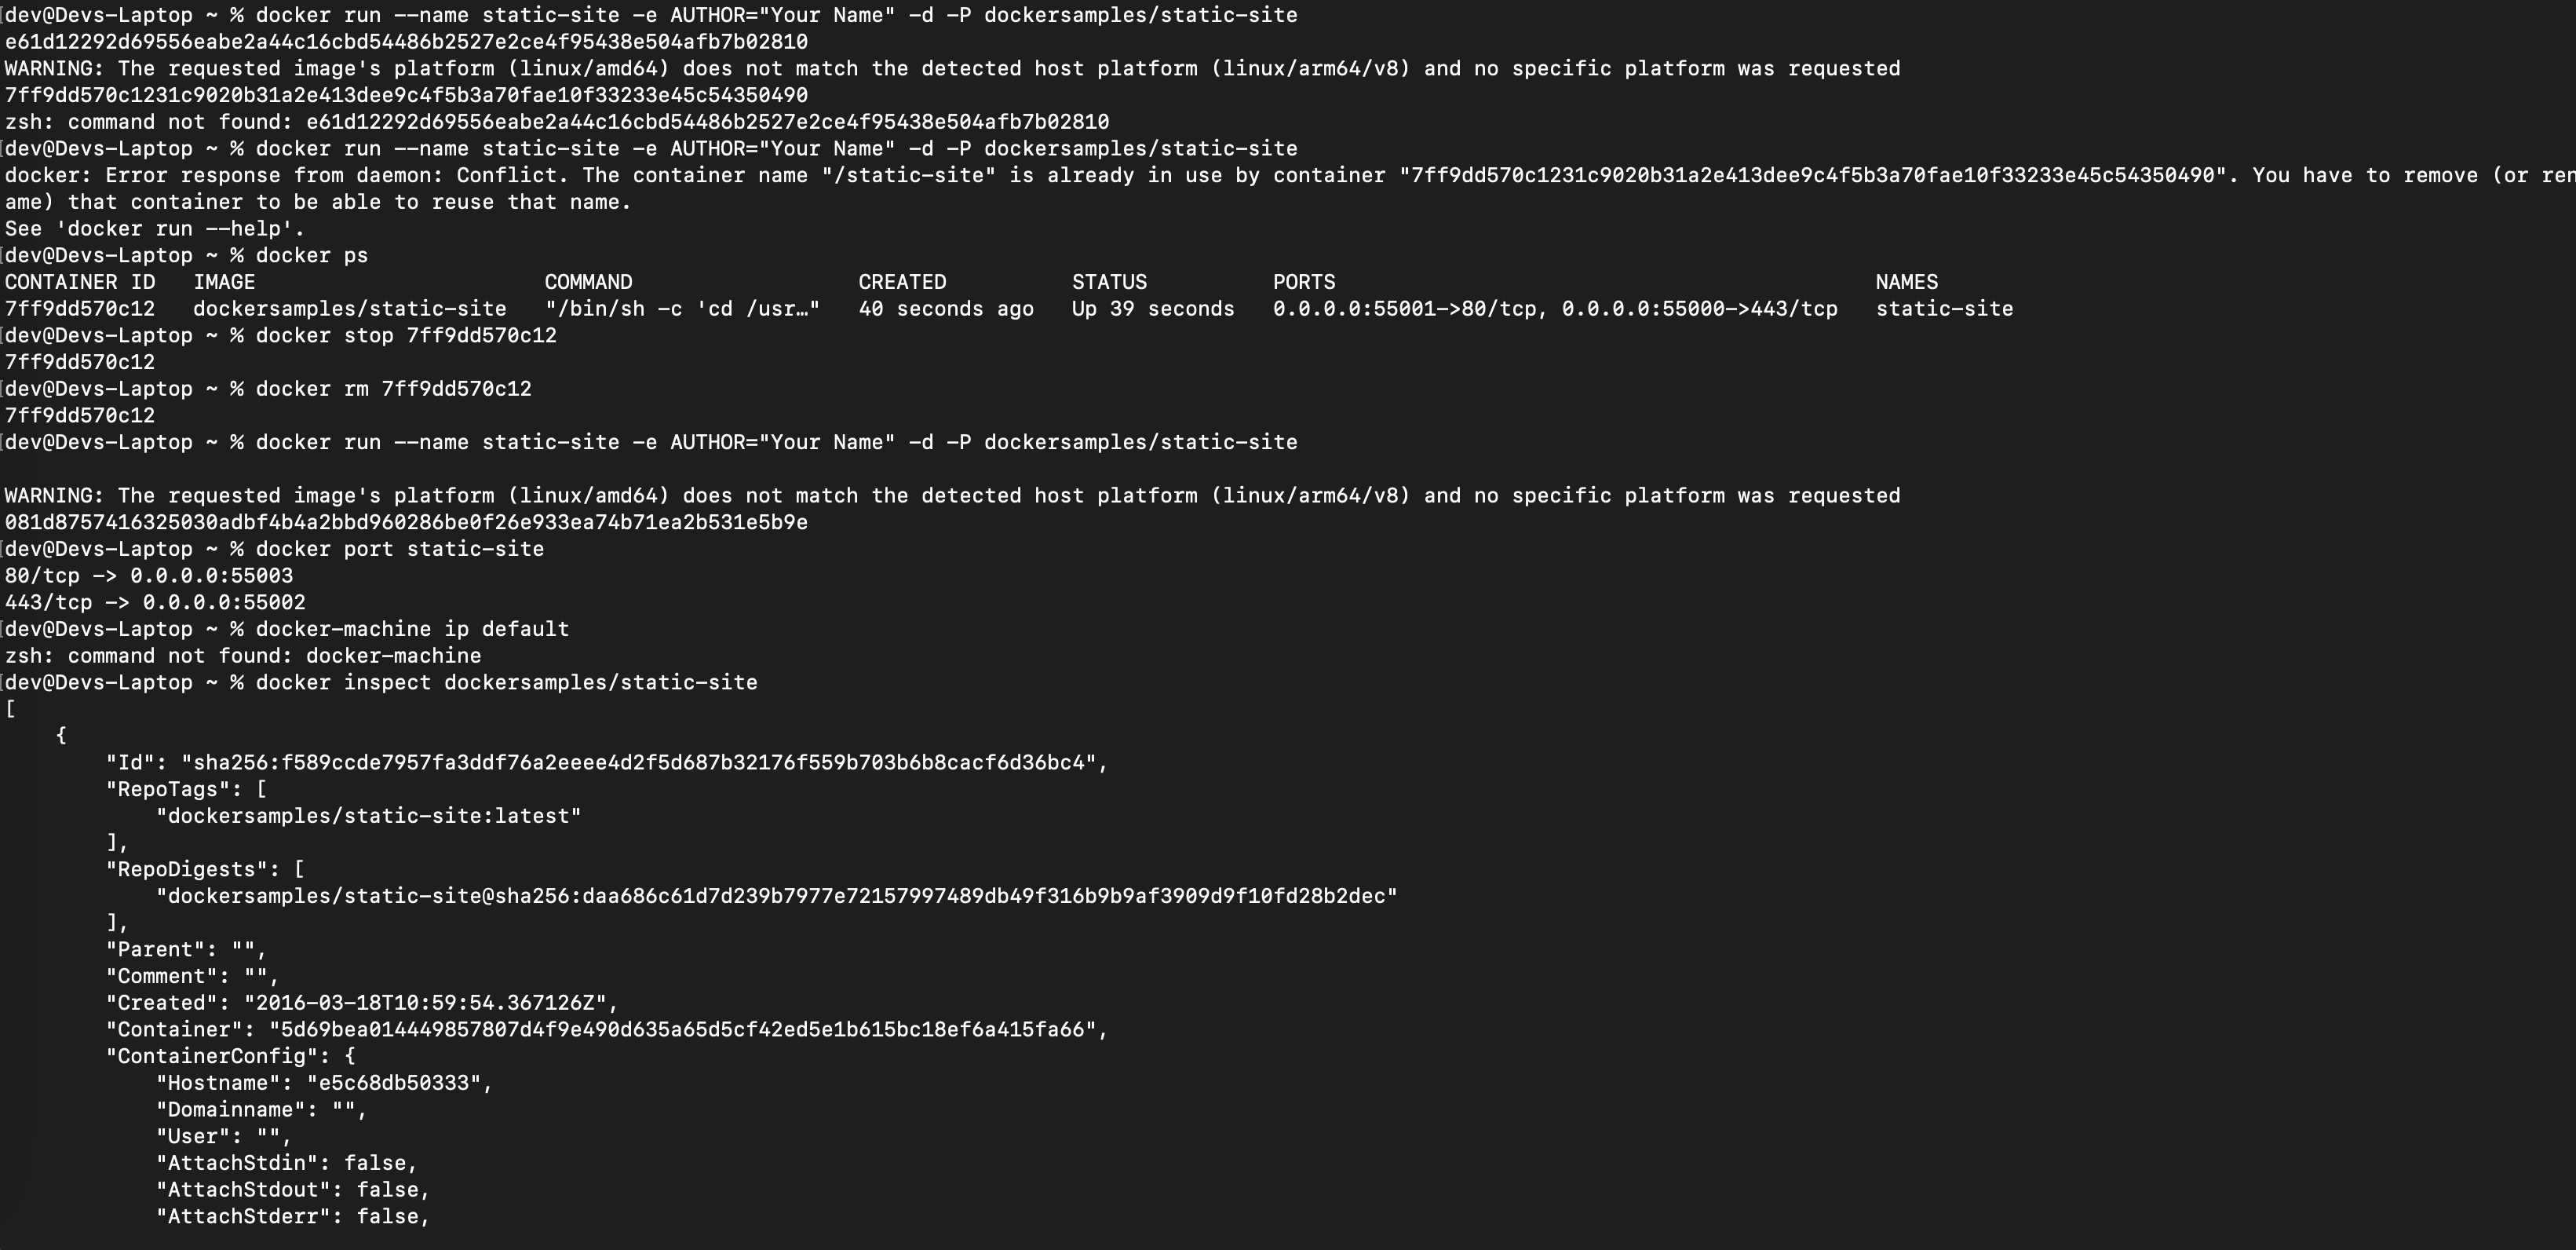 [dev@Devs-Laptop ~ % docker run --name static-site -e AUTHOR="Your Name" -d -P dockersamples/static-site
e61d12292d69556eabe2a44c16cbd54486b2527e2ce4f95438e504afb7b02810
WARNING: The requested image's platform (linux/amd64) does not match the detected host platform (linux/arm64/v8) and no specific platform was requested
7ff9dd570c1231c9020b31a2e413dee9c4f5b3a70fae10f33233e45c54350490
zsh: command not found: e61d12292d69556eabe2a44c16cbd54486b2527e2ce4f95438e504afb7b02810
[dev@Devs-Laptop ~ % docker run --name static-site -e AUTHOR="Your Name" -d -P dockersamples/static-site
docker: Error response from daemon: Conflict. The container name "/static-site" is already in use by container "7ff9dd570c1231c9020b31a2e413dee9c4f5b3a70fae10f33233e45c54350490". You have to remove (or ren
ame) that container to be able to reuse that name.
See 'docker run --help'.
[dev@Devs-Laptop ~ % docker ps
CONTAINER ID   IMAGE                       COMMAND                  CREATED          STATUS          PORTS                                           NAMES
7ff9dd570c12   dockersamples/static-site   "/bin/sh -c 'cd /usr…"   40 seconds ago   Up 39 seconds   0.0.0.0:55001->80/tcp, 0.0.0.0:55000->443/tcp   static-site
[dev@Devs-Laptop ~ % docker stop 7ff9dd570c12
7ff9dd570c12
[dev@Devs-Laptop ~ % docker rm 7ff9dd570c12
7ff9dd570c12
[dev@Devs-Laptop ~ % docker run --name static-site -e AUTHOR="Your Name" -d -P dockersamples/static-site
WARNING: The requested image's platform (linux/amd64) does not match the detected host platform (linux/arm64/v8) and no specific platform was requested
081d8757416325030adbf4b4a2bbd960286be0f26e933ea74b71ea2b531e5b9e
[dev@Devs-Laptop ~ % docker port static-site
80/tcp -> 0.0.0.0:55003
443/tcp -> 0.0.0.0:55002
[dev@Devs-Laptop ~ % docker-machine ip default
zsh: command not found: docker-machine
[dev@Devs-Laptop ~ % docker inspect dockersamples/static-site
[
    {
        "Id": "sha256:f589ccde7957fa3ddf76a2eeee4d2f5d687b32176f559b703b6b8cacf6d36bc4",
        "RepoTags": [
            "dockersamples/static-site:latest"
        ],
        "RepoDigests": [
            "dockersamples/static-site@sha256:daa686c61d7d239b7977e72157997489db49f316b9b9af3909d9f10fd28b2dec"
        ],
        "Parent": "",
        "Comment": "",
        "Created": "2016-03-18T10:59:54.367126Z",
        "Container": "5d69bea014449857807d4f9e490d635a65d5cf42ed5e1b615bc18ef6a415fa66",
        "ContainerConfig": {
            "Hostname": "e5c68db50333",
            "Domainname": "",
            "User": "",
            "AttachStdin": false,
            "AttachStdout": false,
            "AttachStderr": false,